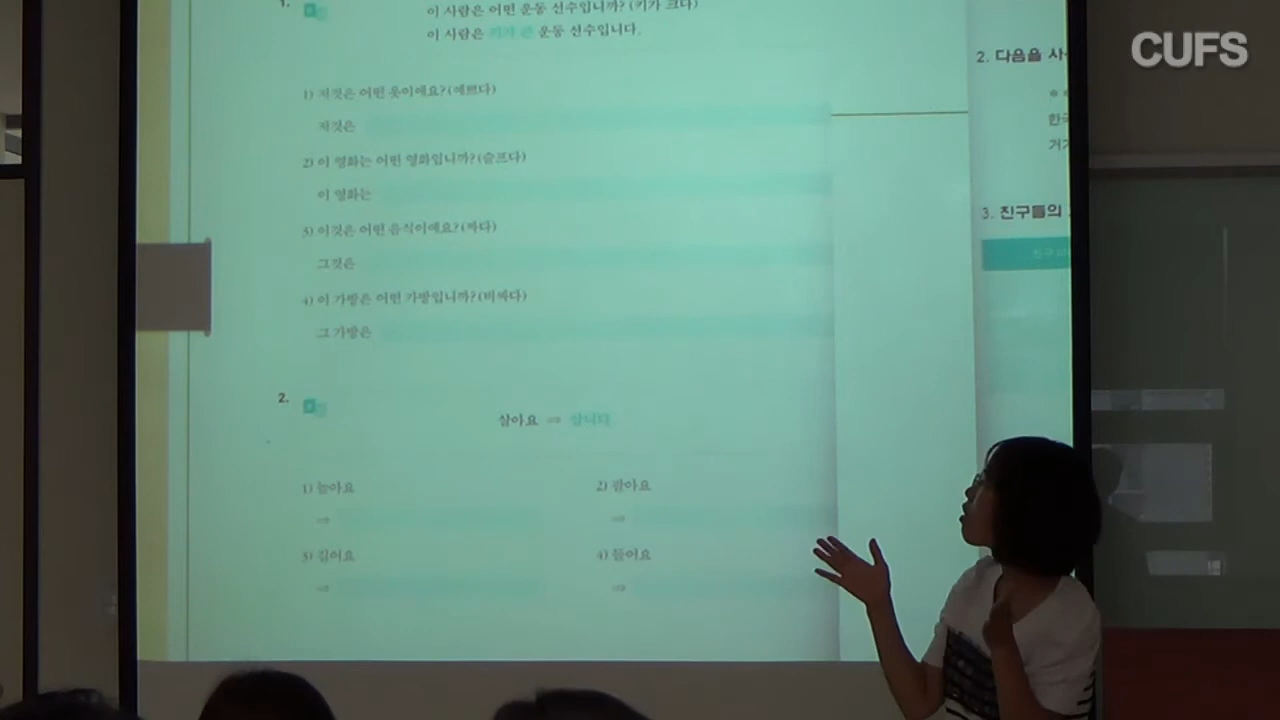 CUFS
1.
이 사람은 어떤 운동 선수입니까? (키가 크다)
이 사람은 키가 큰 운동 선수입니다.
1) 저것은 어떤 옷이에요? (예쁘다)
저것은
2) 이 영화는 어떤 영화입니까? (슬프다)
이 영화는
3) 이것은 어떤 음식이에요? (짜다)
그것은
4) 이 가방은 어떤 가방입니까? (비싸다)
그 가방은
2.
살아요 ⇒ 삽니다
1) 놀아요
2) 팔아요
⇒
⇒
3) 길어요
4) 들어요
⇒
⇒
2. 다음을
한국
3. 친구들의
친구